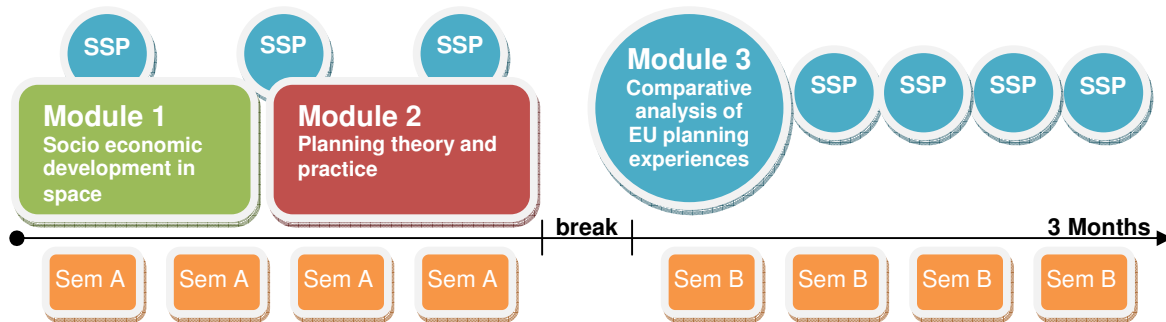 SSP
SSP
SSP
Module 1
Socio economic
development in
space
Module 2
Planning theory and
practice
Module 3
Comparative
analysis of
EU planning
experiences
SSP
SSP
SSP
SSP
break
3 Months
Sem A
Sem A
Sem A
Sem A
Sem B
Sem B
Sem B
Sem B